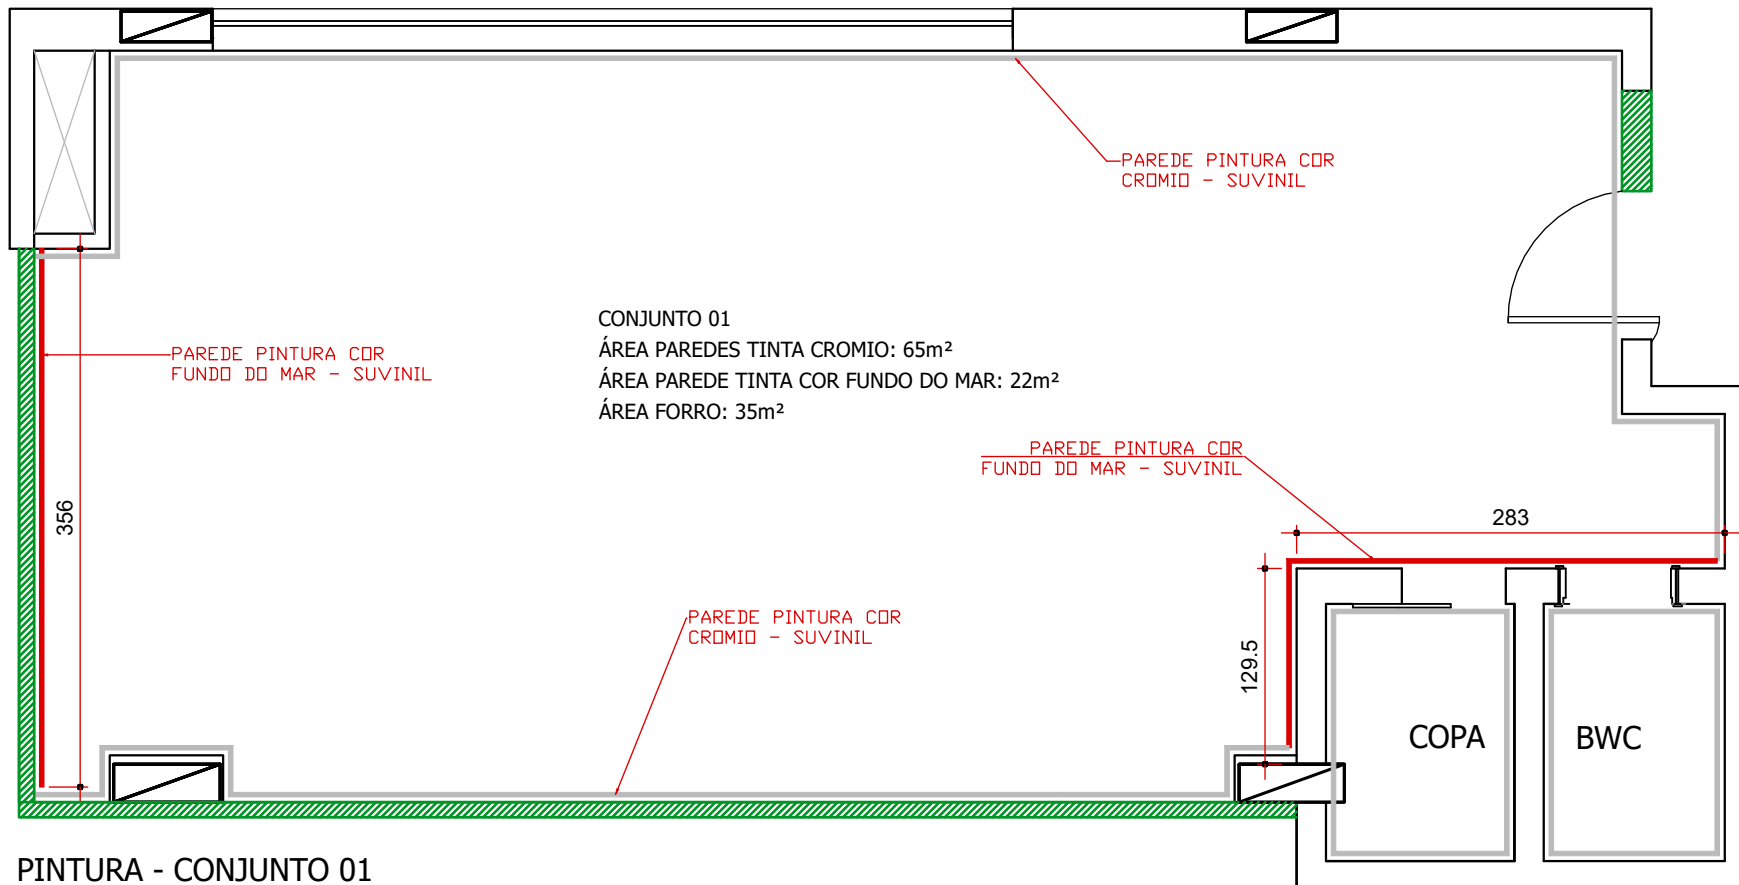 PAREDE PINTURA COR
CROMIO - SUVINIL
CONJUNTO 01
ÁREA PAREDES TINTA CROMIO: 65m²
ÁREA PAREDE TINTA COR FUNDO DO MAR: 22m²
ÁREA FORRO: 35m²
PAREDE PINTURA COR
FUNDO DO MAR - SUVINIL
PAREDE PINTURA COR
FUNDO DO MAR - SUVINIL
356
283
PAREDE PINTURA COR
CROMIO - SUVINIL
129.5
COPA
BWC
PINTURA - CONJUNTO 01